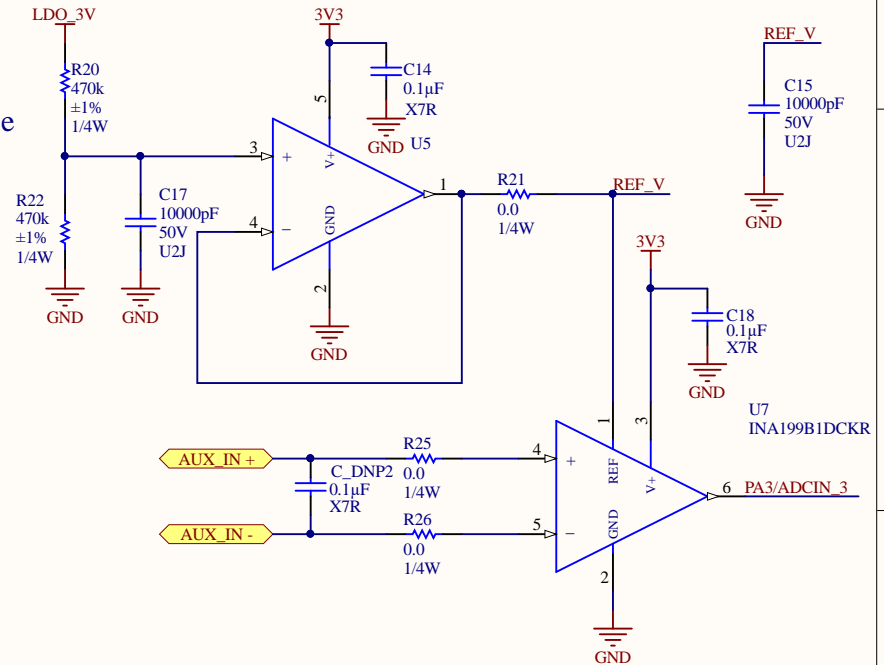 LDO_3V
3V3
REF_V
R20
470k
±1%
1/4W
C14
0.1µF
X7R
C15
10000pF
50V
U2J
e
5
GND
U5
3
+
V+
R22
470k
±1%
1/4W
C17
10000pF
50V
U2J
1
R21
0.0
1/4W
REF_V
GND
4
−
GND
3V3
2
GND
GND
C18
0.1µF
X7R
GND
GND
U7
INA199B1DCKR
1
3
AUX_IN +
R25
0.0
1/4W
4
+
REF
V+
C_DNP2
0.1µF
X7R
6
PA3/ADCIN_3
AUX_IN -
R26
0.0
1/4W
5
−
GND
2
GND